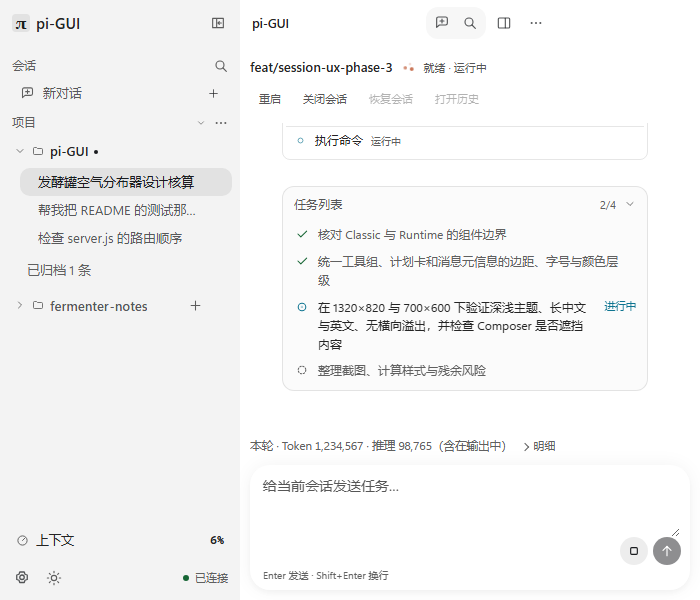 π pi-GUI
会话
新对话
项目
pi-GUI
发酵罐空气分布器设计核算
帮我把 README 的测试那...
检查 server.js 的路由顺序
已归档 1 条
fermenter-notes
上下文 6%
已连接
pi-GUI
feat/session-ux-phase-3 就绪 · 运行中
重启 关闭会话 恢复会话 打开历史
执行命令 运行中
任务列表 2/4
核对 Classic 与 Runtime 的组件边界
统一工具组、计划卡和消息元信息的边距、字号与颜色层
级
在 1320×820 与 700×600 下验证深浅主题、长中文 进行中
与英文、无横向溢出，并检查 Composer 是否遮挡
内容
整理截图、计算样式与残余风险
本轮 · Token 1,234,567 · 推理 98,765（含在输出中） 明细
给当前会话发送任务...
Enter 发送 · Shift+Enter 换行